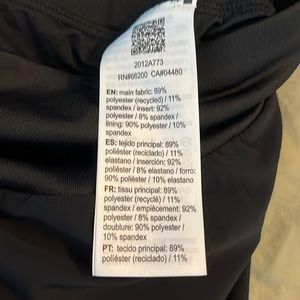 2012A773
RN#66200 CA#04480
EN: main fabric: 89%
polyester (recycled) / 11%
spandex / insert: 92%
polyester / 8% spandex /
lining: 90% polyester / 10%
spandex
ES: tejido principal: 89%
poliéster (reciclado) / 11%
elastano / inserción: 92%
poliéster / 8% elastano / forro:
90% poliéster / 10% elastano
FR: tissu principal: 89%
polyester (recyclé) / 11%
spandex / empiècement: 92%
polyester / 8% spandex /
doublure: 90% polyester /
10% spandex
PT: tecido principal: 89%
poliéster (reciclado) / 11%